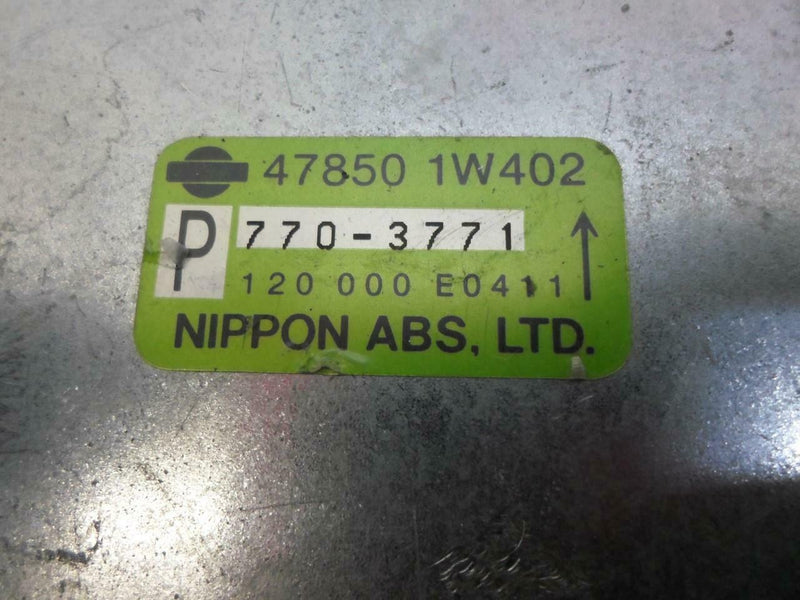 47850 1W402
P 770-3771
120 000 E0411
NIPPON ABS, LTD.